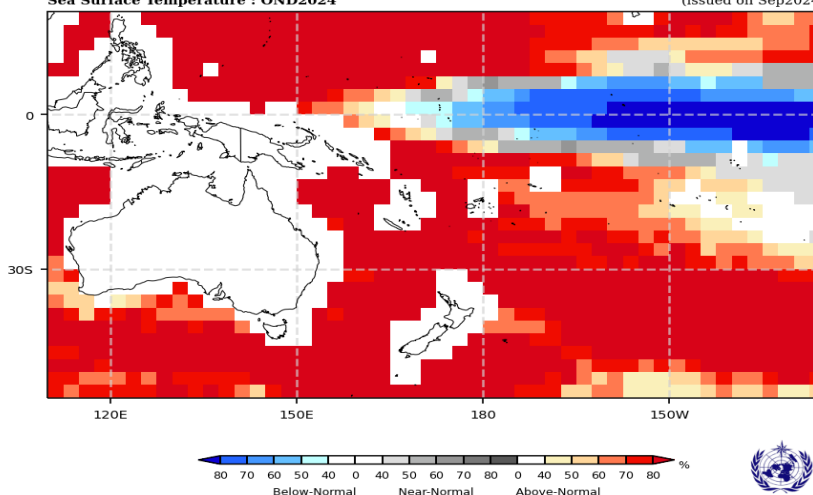 Sea Surface Temperature : OND2024
(issued on Sep2024
0
30S
120E 150E 180 150W
80 70 60 50 40 0 40 50 60 70 80 0 40 50 60 70 80 %
Below-Normal Near-Normal Above-Normal